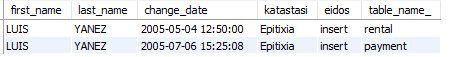 first_name last_name change_date katastasi eidos table_name_
LUIS YANEZ 2005-05-04 12:50:00 Epitixia insert rental
LUIS YANEZ 2005-07-06 15:25:08 Epitixia insert payment